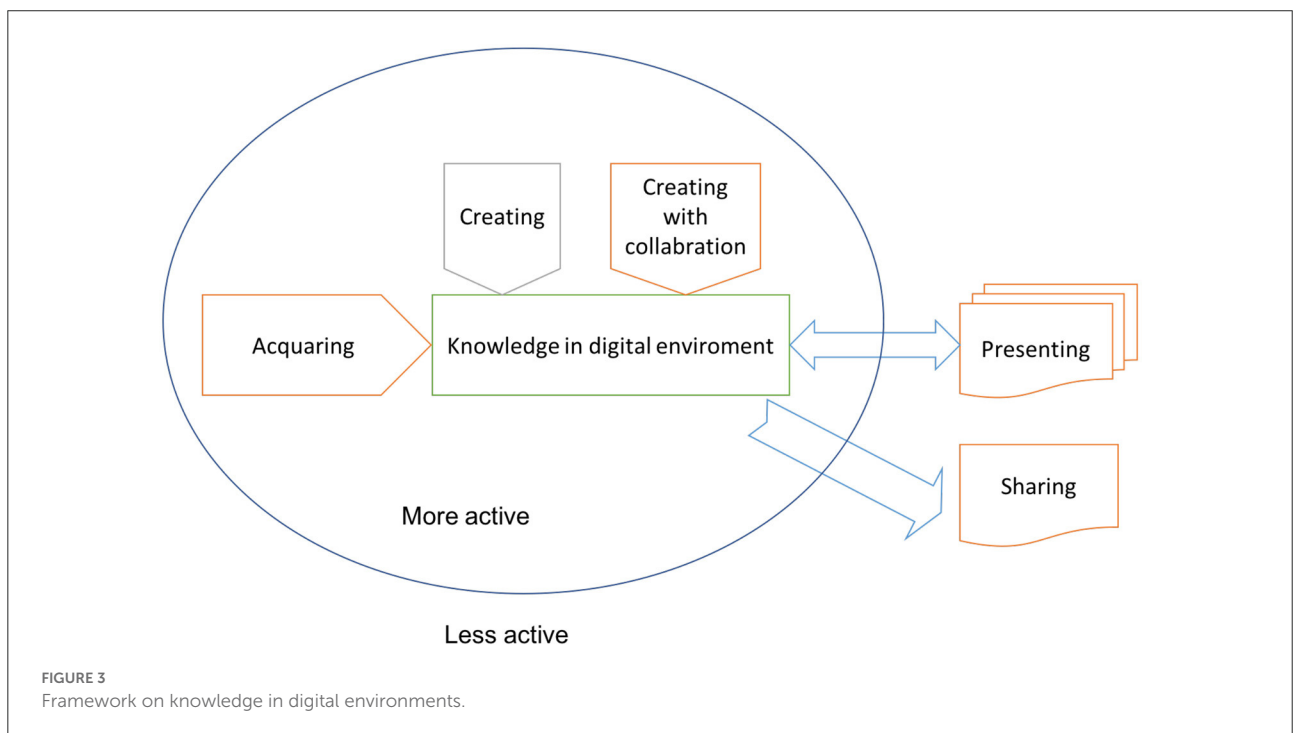 Creating
Creating
with
collabration
Acquaring
Knowledge in digital enviroment
Presenting
Sharing
More active
Less active
FIGURE 3
Framework on knowledge in digital environments.